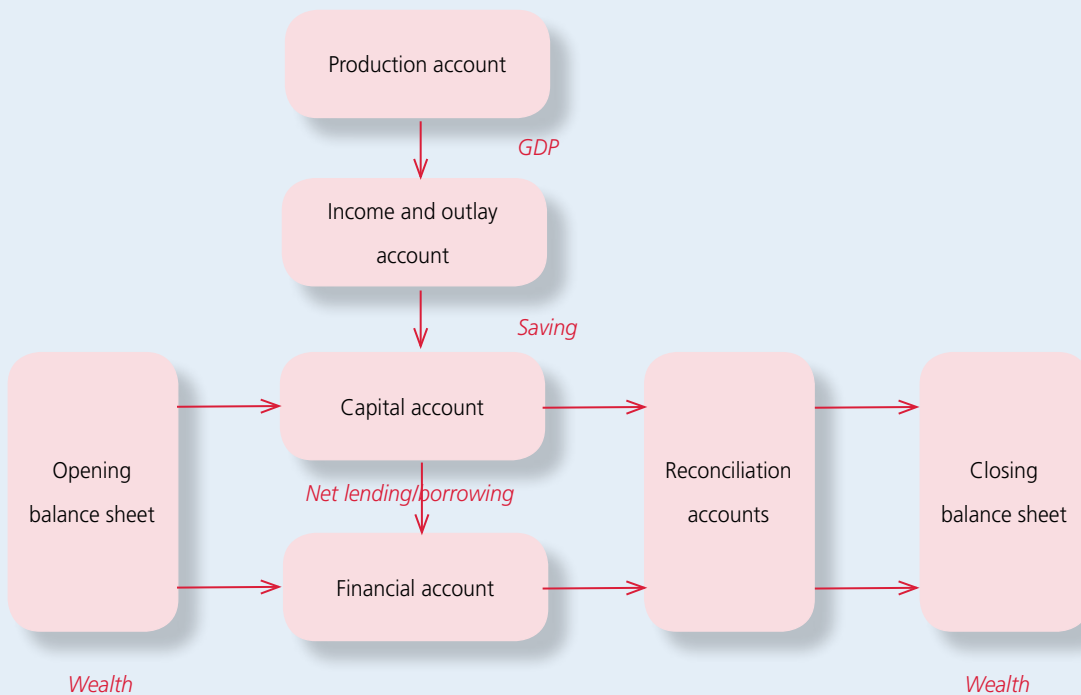 Production account
GDP
Income and outlay
account
Saving
Capital account
Opening
balance sheet
Reconciliation
accounts
Closing
balance sheet
Net lending/borrowing
Financial account
Wealth
Wealth